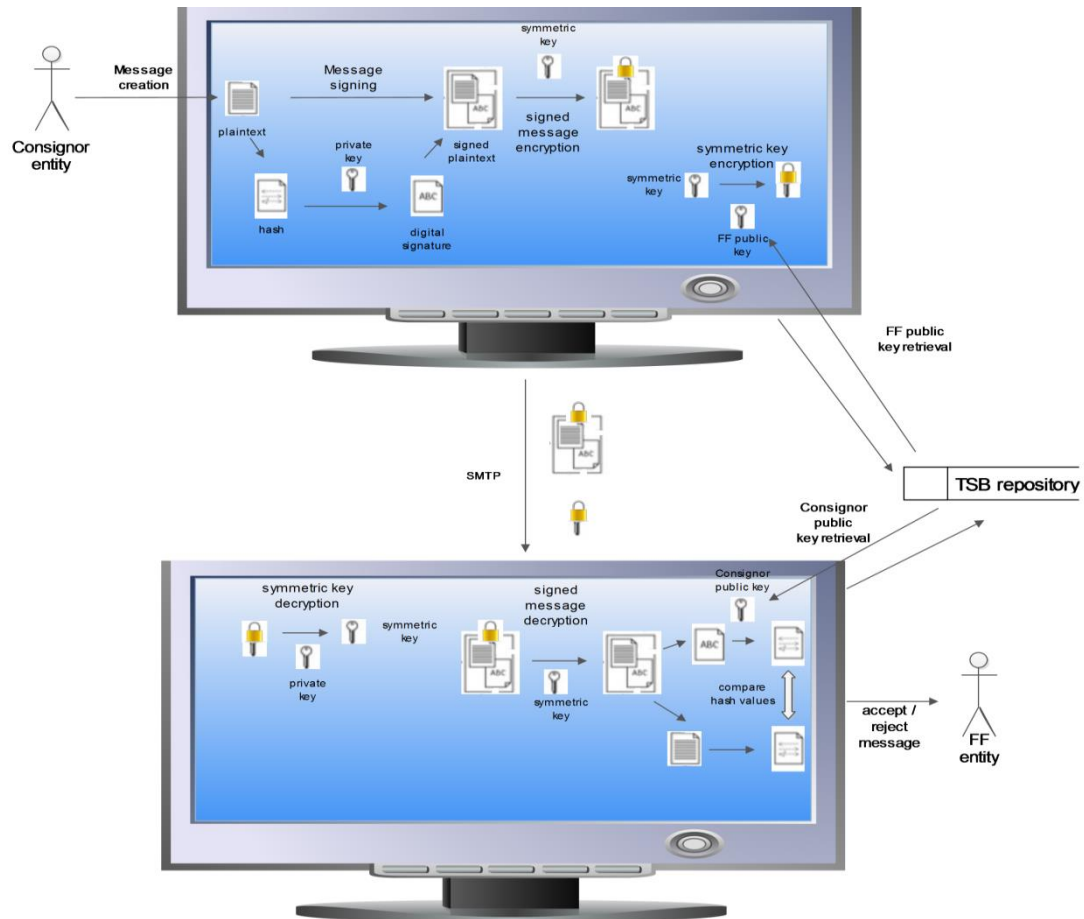 symmetric
key
Message
creation
Message
signing
Consignor
entity
plaintext
private
key
signed
plaintext
ABC
signed
message
encryption
ABC
symmetric key
encryption
symmetric
key
hash
ABC
digital
signature
FF public
key
FF public
key retrieval
SMTP
ABC
TSB repository
Consignor
public
key retrieval
symmetric key
decryption
symmetric
key
private
key
signed
message
decryption
ABC
symmetric
key
ABC
Consignor
public key
ABC
compare
hash values
accept /
reject
message
FF
entity